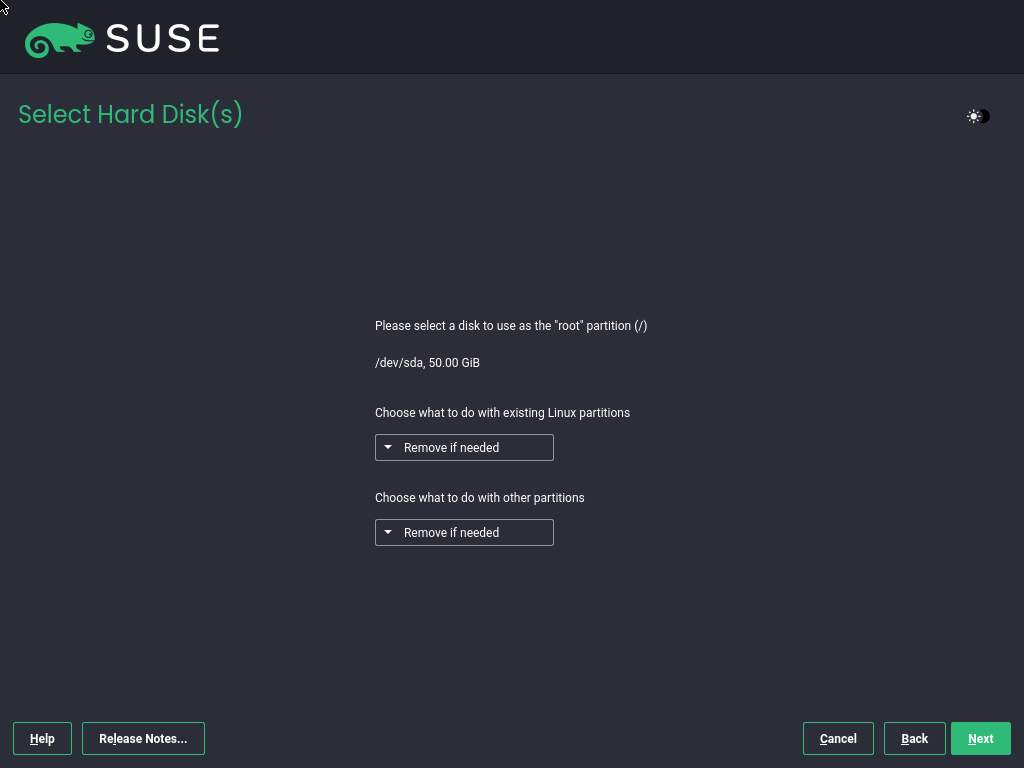 SUSE
Select Hard Disk(s)
Please select a disk to use as the "root" partition (/)
/dev/sda, 50.00 GiB
Choose what to do with existing Linux partitions
Remove if needed
Choose what to do with other partitions
Remove if needed
Help Release Notes... Cancel Back Next